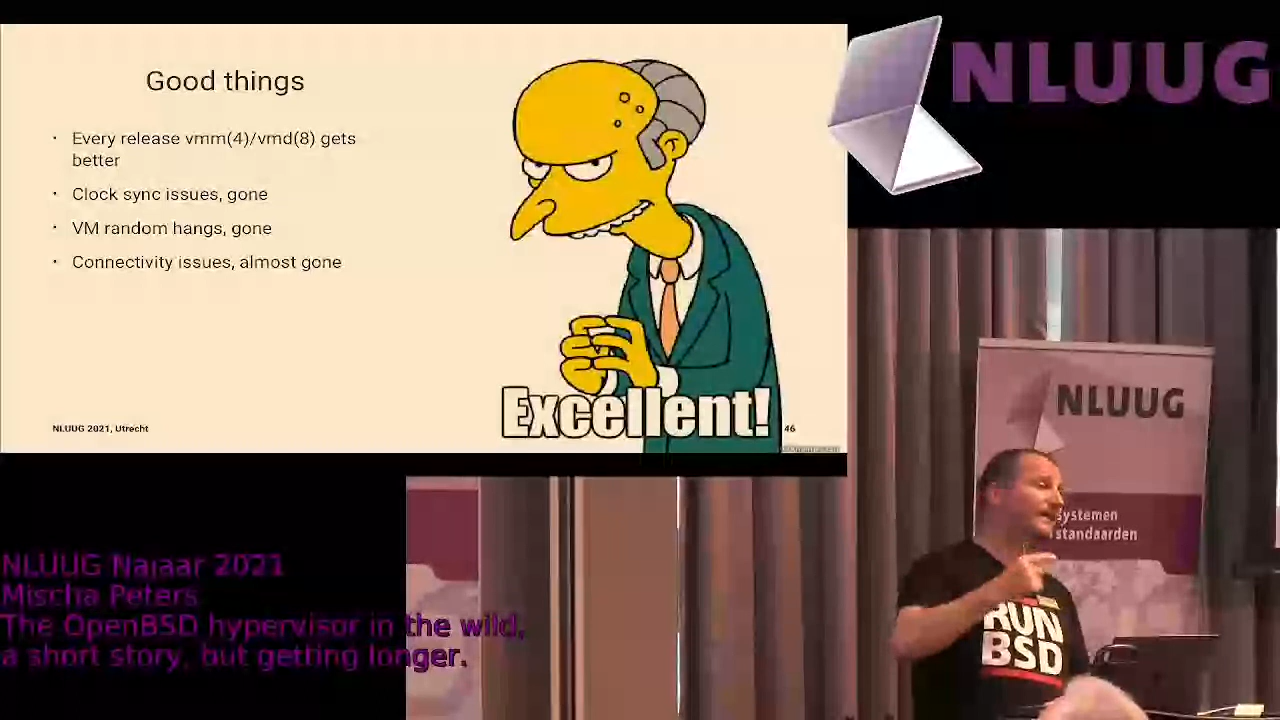 Good things
• Every release vmm(4)/vmd(8) gets
better
• Clock sync issues, gone
• VM random hangs, gone
• Connectivity issues, almost gone
Excellent!
NLUUG 2021, Utrecht
46
NLUUG
NLUUG
systemen
standaarden
RUN
BSD
NLUUG Najaar 2021
Mischa Peters
The OpenBSD hypervisor in the wild,
a short story, but getting longer.